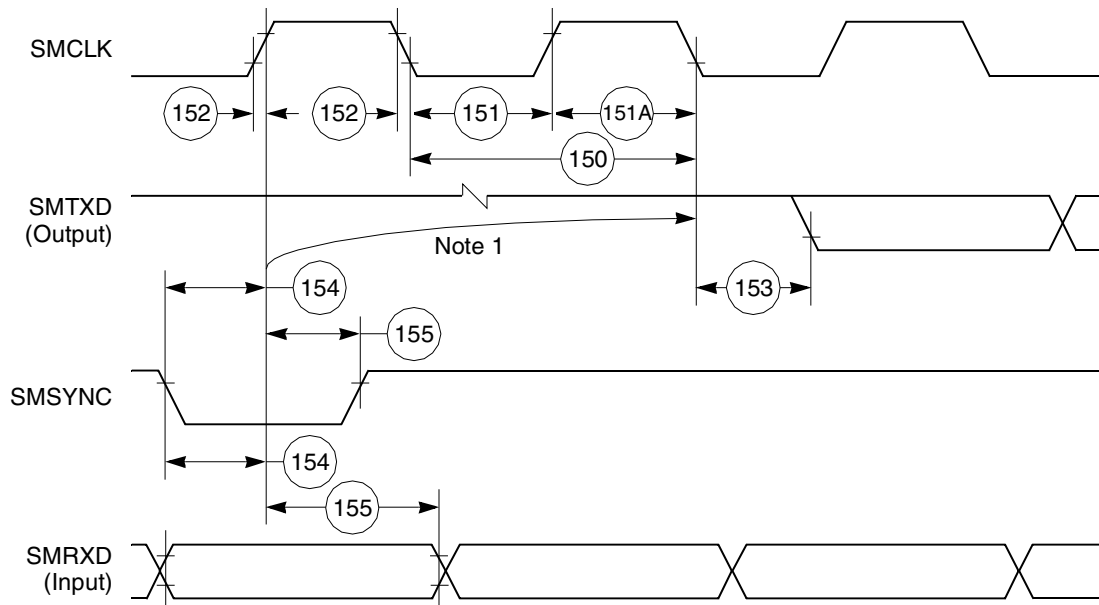 SMCLK
152
152
151
151A
150
SMTXD
(Output)
Note 1
154
153
155
SMSYNC
154
155
SMRXD
(Input)